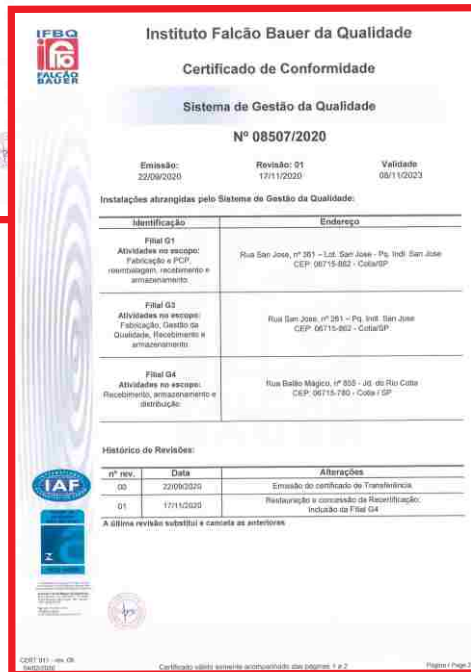 IFBQ
FALCÃO
BAUER
Instituto Falcão Bauer da Qualidade
Certificado de Conformidade
Sistema de Gestão da Qualidade
Nº 08507/2020
Emissão: Revisão: 01 Validade
22/09/2020 17/11/2020 08/11/2023
Instalações abrangidas pelo Sistema de Gestão da Qualidade:
Identificação Endereço
Filial G1
Atividades no escopo:
Fabricação e PCP,
reembalagem, recebimento e
armazenamento.
Rua San Jose, nº 361 – Lot. San Jose - Pq. Indl. San Jose
CEP: 06715-862 - Cotia/SP
Filial G3
Atividades no escopo:
Fabricação, Gestão da
Qualidade, Recebimento e
armazenamento.
Rua San Jose, nº 261 – Pq. Indl. San Jose
CEP: 06715-862 - Cotia/SP
Filial G4
Atividades no escopo:
Recebimento, armazenamento e
distribuição.
Rua Balão Mágico, nº 855 - Jd. do Rio Cotia
CEP: 06715-780 - Cotia / SP
Histórico de Revisões:
nº rev. Data Alterações
00 22/09/2020 Emissão do certificado de Transferência.
01 17/11/2020 Restauração e concessão da Recertificação;
Inclusão da Filial G4
A última revisão substitui e cancela as anteriores
IAF
Certificado válido somente acompanhado das páginas 1 e 2